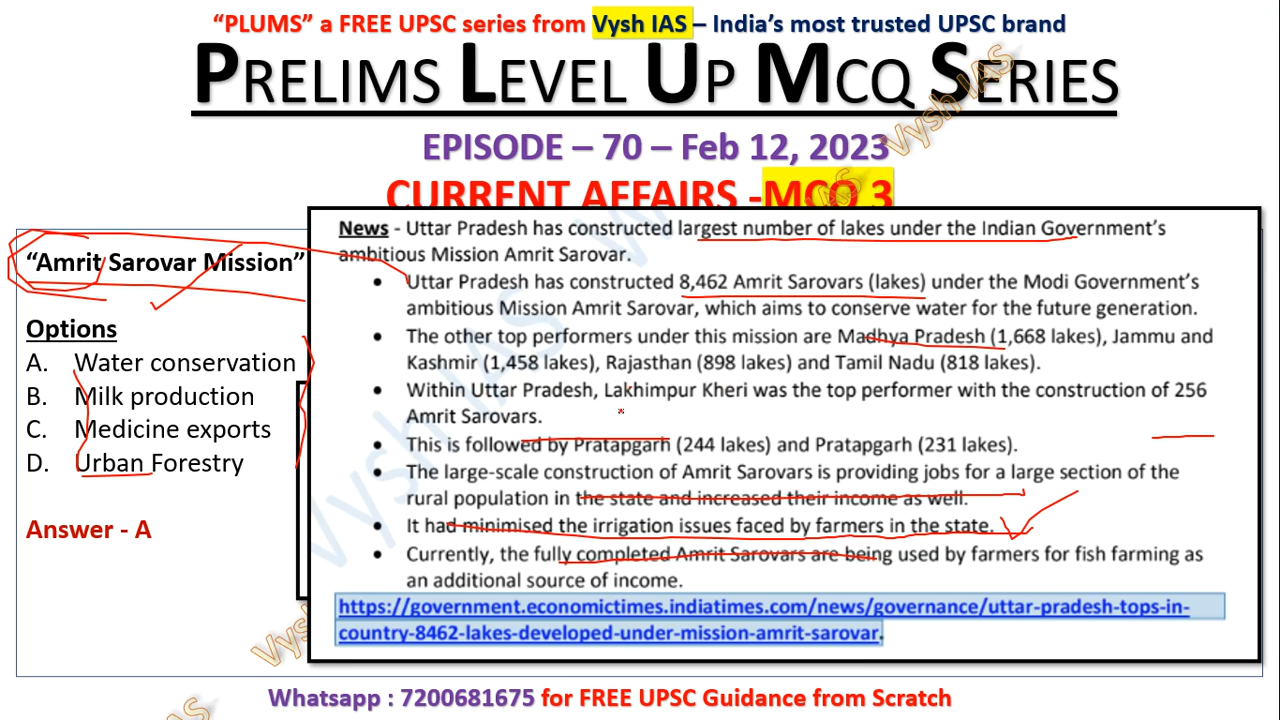 “PLUMS” a FREE UPSC series from Vysh IAS – India’s most trusted UPSC brand
PRELIMS LEVEL UP MCQ SERIES
EPISODE – 70 – Feb 12, 2023
CURRENT AFFAIRS -MCQ 3
“Amrit Sarovar Mission”
Options
A. Water conservation
B. Milk production
C. Medicine exports
D. Urban Forestry
Answer - A
News - Uttar Pradesh has constructed largest number of lakes under the Indian Government’s
ambitious Mission Amrit Sarovar.
• Uttar Pradesh has constructed 8,462 Amrit Sarovars (lakes) under the Modi Government’s
ambitious Mission Amrit Sarovar, which aims to conserve water for the future generation.
• The other top performers under this mission are Madhya Pradesh (1,668 lakes), Jammu and
Kashmir (1,458 lakes), Rajasthan (898 lakes) and Tamil Nadu (818 lakes).
• Within Uttar Pradesh, Lakhimpur Kheri was the top performer with the construction of 256
Amrit Sarovars.
• This is followed by Pratapgarh (244 lakes) and Pratapgarh (231 lakes).
• The large-scale construction of Amrit Sarovars is providing jobs for a large section of the
rural population in the state and increased their income as well.
• It had minimised the irrigation issues faced by farmers in the state.
• Currently, the fully completed Amrit Sarovars are being used by farmers for fish farming as
an additional source of income.
https://government.economictimes.indiatimes.com/news/governance/uttar-pradesh-tops-in-
country-8462-lakes-developed-under-mission-amrit-sarovar.
Whatsapp : 7200681675 for FREE UPSC Guidance from Scratch
Vysh IAS